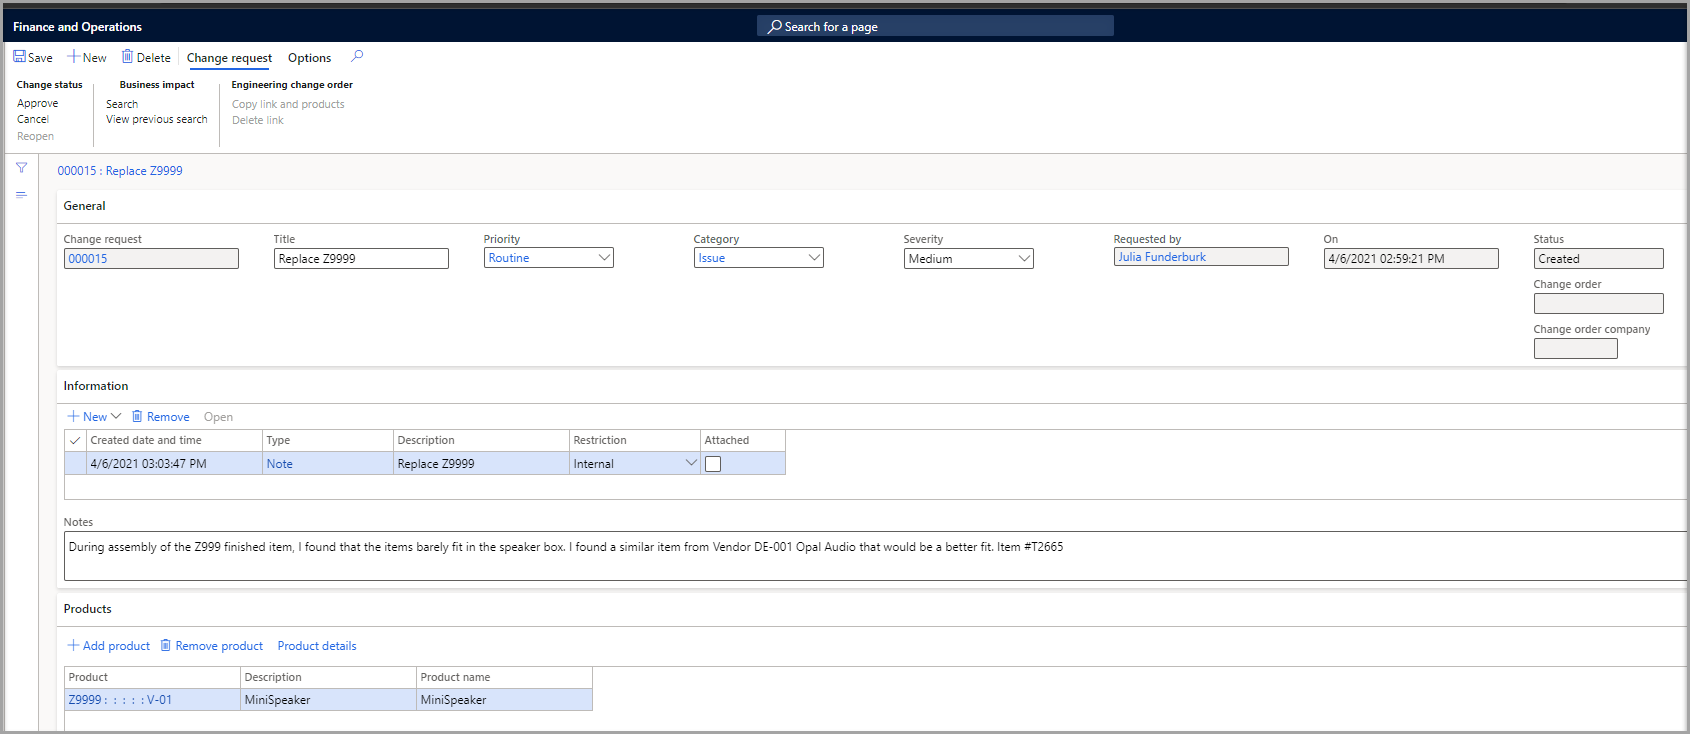 Finance and Operations
Search for a page
Save New Delete Change request Options
Change status Business impact Engineering change order
Approve Search Copy link and products
Cancel View previous search Delete link
Reopen
000015 : Replace Z9999
General
Change request Title Priority Category Severity Requested by On Status
000015 Replace Z9999 Routine Issue Medium Julia Funderburk 4/6/2021 02:59:21 PM Created
Change order
Change order company
Information
New Remove Open
Created date and time Type Description Restriction Attached
4/6/2021 03:03:47 PM Note Replace Z9999 Internal
Notes
During assembly of the Z999 finished item, I found that the items barely fit in the speaker box. I found a similar item from Vendor DE-001 Opal Audio that would be a better fit. Item #T2665
Products
Add product Remove product Product details
Product Description Product name
Z9999 : : : : : V-01 MiniSpeaker MiniSpeaker